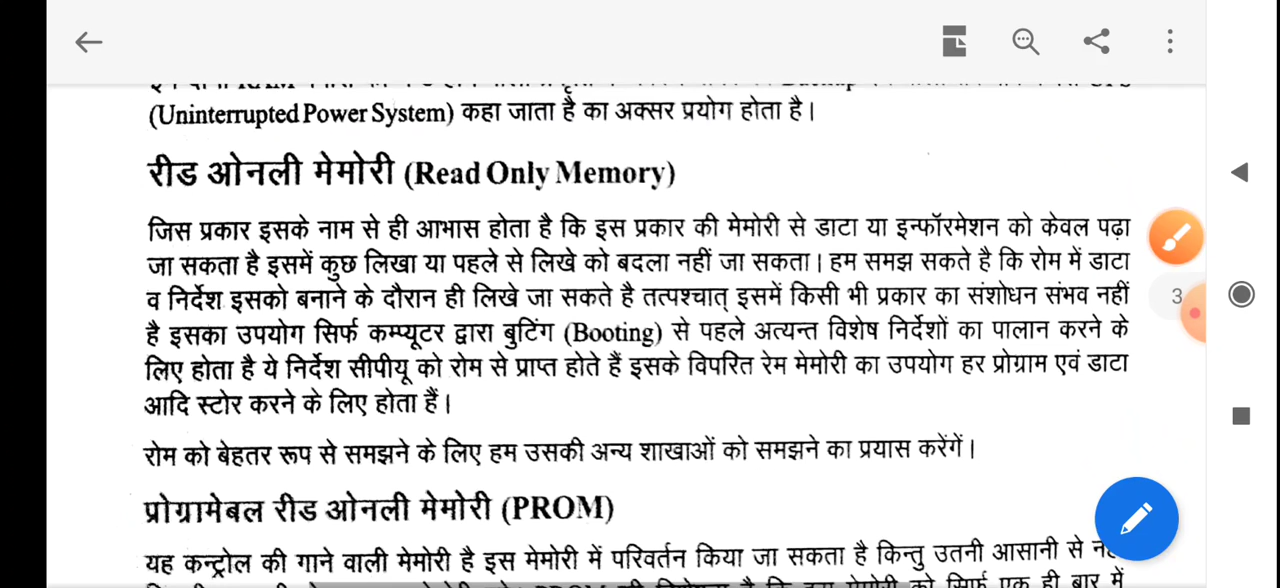 (Uninterrupted Power System) कहा जाता है का अक्सर प्रयोग होता है।
रीड ओनली मेमोरी (Read Only Memory)
जिस प्रकार इसके नाम से ही आभास होता है कि इस प्रकार की मेमोरी से डाटा या इन्फॉरमेशन को केवल पढ़ा
जा सकता है इसमें कुछ लिखा या पहले से लिखे को बदला नहीं जा सकता। हम समझ सकते है कि रोम में डाटा
व निर्देश इसको बनाने के दौरान ही लिखे जा सकते है तत्पश्चात् इसमें किसी भी प्रकार का संशोधन संभव नहीं
है इसका उपयोग सिर्फ कम्प्यूटर द्वारा बुटिंग (Booting) से पहले अत्यन्त विशेष निर्देशों का पालान करने के
लिए होता है ये निर्देश सीपीयू को रोम से प्राप्त होते हैं इसके विपरित रेम मेमोरी का उपयोग हर प्रोग्राम एवं डाटा
आदि स्टोर करने के लिए होता हैं।
3
रोम को बेहतर रूप से समझने के लिए हम उसकी अन्य शाखाओं को समझने का प्रयास करेंगें।
प्रोग्रामेबल रीड ओनली मेमोरी (PROM)
यह कन्ट्रोल की गाने वाली मेमोरी है इस मेमोरी में परिवर्तन किया जा सकता है किन्तु उतनी आसानी से